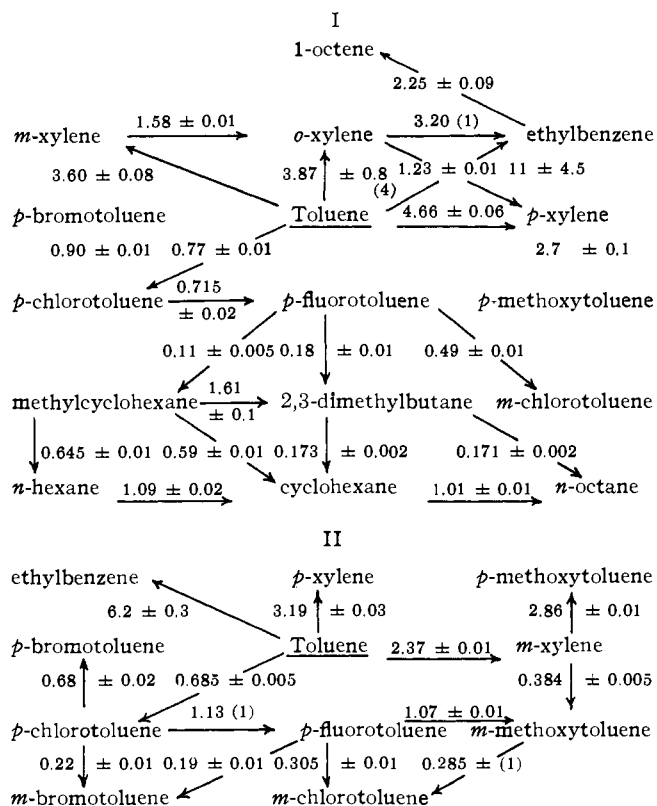 I
1-octene
2.25 ± 0.09
m-xylene 1.58 ± 0.01 o-xylene 3.20 (1) ethylbenzene
3.60 ± 0.08 3.87 ± 0.8 (4) 1.23 ± 0.01 11 ± 4.5
p-bromotoluene Toluene 4.66 ± 0.06 p-xylene
0.90 ± 0.01 0.77 ± 0.01 2.7 ± 0.1
p-chlorotoluene 0.715 ± 0.02 p-fluorotoluene p-methoxytoluene
0.11 ± 0.005 0.18 ± 0.01 0.49 ± 0.01
methylcyclohexane 1.61 ± 0.1 2,3-dimethylbutane m-chlorotoluene
0.645 ± 0.01 0.59 ± 0.01 0.173 ± 0.002 0.171 ± 0.002
n-hexane 1.09 ± 0.02 cyclohexane 1.01 ± 0.01 n-octane
II
ethylbenzene p-xylene p-methoxytoluene
6.2 ± 0.3 3.19 ± 0.03 2.86 ± 0.01
p-bromotoluene Toluene 2.37 ± 0.01 m-xylene
0.68 ± 0.02 0.685 ± 0.005 0.384 ± 0.005
p-chlorotoluene 1.13 (1) p-fluorotoluene 1.07 ± 0.01 m-methoxytoluene
0.22 ± 0.01 0.19 ± 0.01 0.305 ± 0.01 0.285 ± (1)
m-bromotoluene m-chlorotoluene